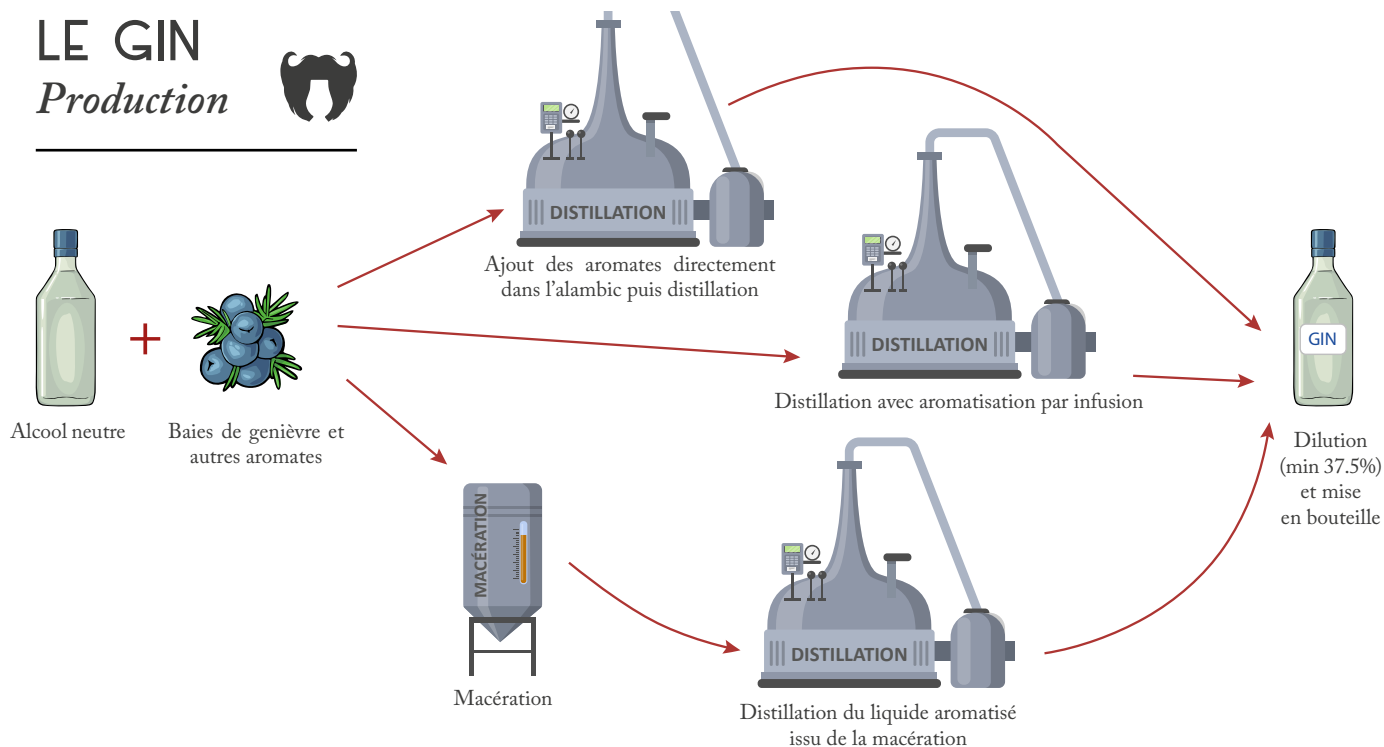 LE GIN
Production
DISTILLATION
Ajout des aromates directement
dans l'alambic puis distillation
DISTILLATION
Distillation avec aromatisation par infusion
GIN
Alcool neutre
Baies de genièvre et
autres aromates
Dilution
(min 37.5%)
et mise
en bouteille
MACÉRATION
Macération
DISTILLATION
Distillation du liquide aromatisé
issu de la macération